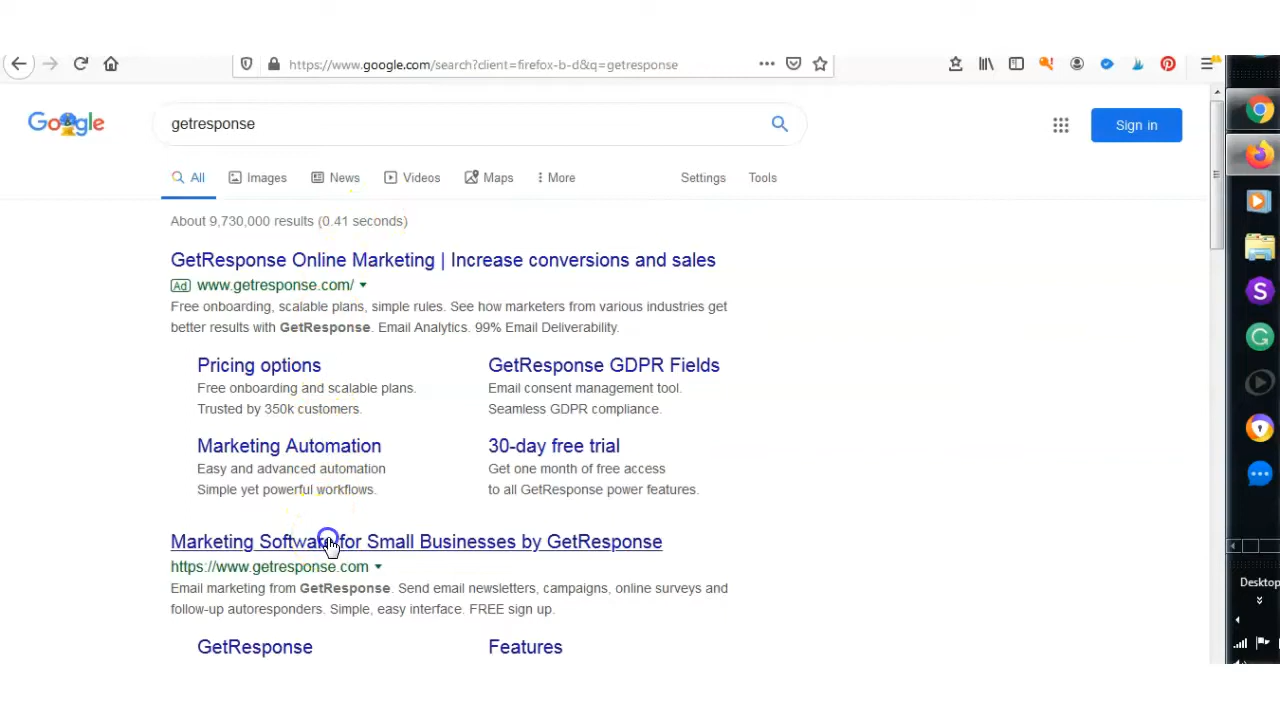 https://www.google.com/search?client=firefox-b-d&q=getresponse
Google
getresponse
Sign in
All
Images
News
Videos
Maps
More
Settings
Tools
About 9,730,000 results (0.41 seconds)
GetResponse Online Marketing | Increase conversions and sales
Ad www.getresponse.com/
Free onboarding, scalable plans, simple rules. See how marketers from various industries get
better results with GetResponse. Email Analytics. 99% Email Deliverability.
Pricing options
Free onboarding and scalable plans.
Trusted by 350k customers.
GetResponse GDPR Fields
Email consent management tool.
Seamless GDPR compliance.
Marketing Automation
Easy and advanced automation
Simple yet powerful workflows.
30-day free trial
Get one month of free access
to all GetResponse power features.
Marketing Software for Small Businesses by GetResponse
https://www.getresponse.com
Email marketing from GetResponse. Send email newsletters, campaigns, online surveys and
follow-up autoresponders. Simple, easy interface. FREE sign up.
GetResponse
Features
S
G
Desktop